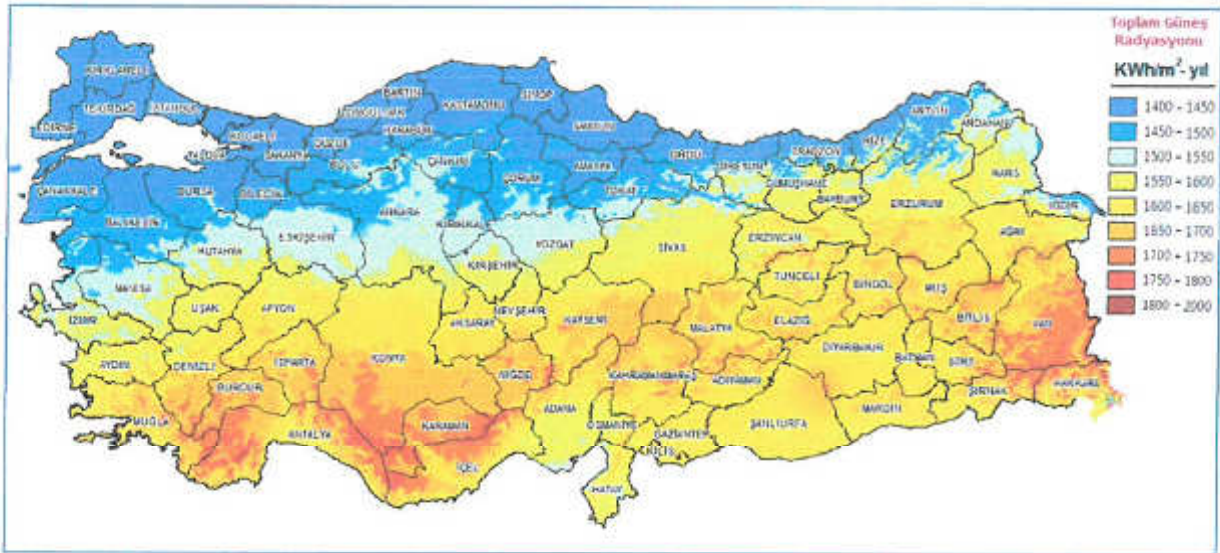 Toplam Güneş
Radyasyonu
KWh/m²- yıl
1400 - 1450
1450 - 1500
1500 - 1550
1550 - 1600
1600 - 1650
1650 - 1700
1700 - 1750
1750 - 1800
1800 - 2000
KIRKLARELİ
EDİRNE
TEKİRDAĞ
İSTANBUL
KOCAELİ
YALOVA
SAKARYA
DÜZCE
BOLU
ZONGULDAK
BARTIN
KARABÜK
KASTAMONU
SİNOP
SAMSUN
ÇANKIRI
ÇORUM
AMASYA
TOKAT
ORDU
GİRESUN
TRABZON
RİZE
ARTVİN
ARDAHAN
KARS
IĞDIR
GÜMÜŞHANE
BAYBURT
ERZURUM
AĞRI
ÇANAKKALE
BALIKESİR
BURSA
BİLECİK
ESKİŞEHİR
ANKARA
KIRIKKALE
YOZGAT
SİVAS
ERZİNCAN
KÜTAHYA
MANİSA
İZMİR
UŞAK
AFYON
KIRŞEHİR
NEVŞEHİR
AKSARAY
KAYSERİ
MALATYA
TUNCELİ
ELAZIĞ
BİNGÖL
MUŞ
BİTLİS
VAN
AYDIN
DENİZLİ
ISPARTA
BURDUR
KONYA
NİĞDE
KAHRAMANMARAŞ
ADIYAMAN
DİYARBAKIR
BATMAN
SİİRT
ŞIRNAK
HAKKARİ
MUĞLA
ANTALYA
KARAMAN
İÇEL
ADANA
OSMANİYE
GAZİANTEP
KİLİS
ŞANLIURFA
MARDİN
HATAY